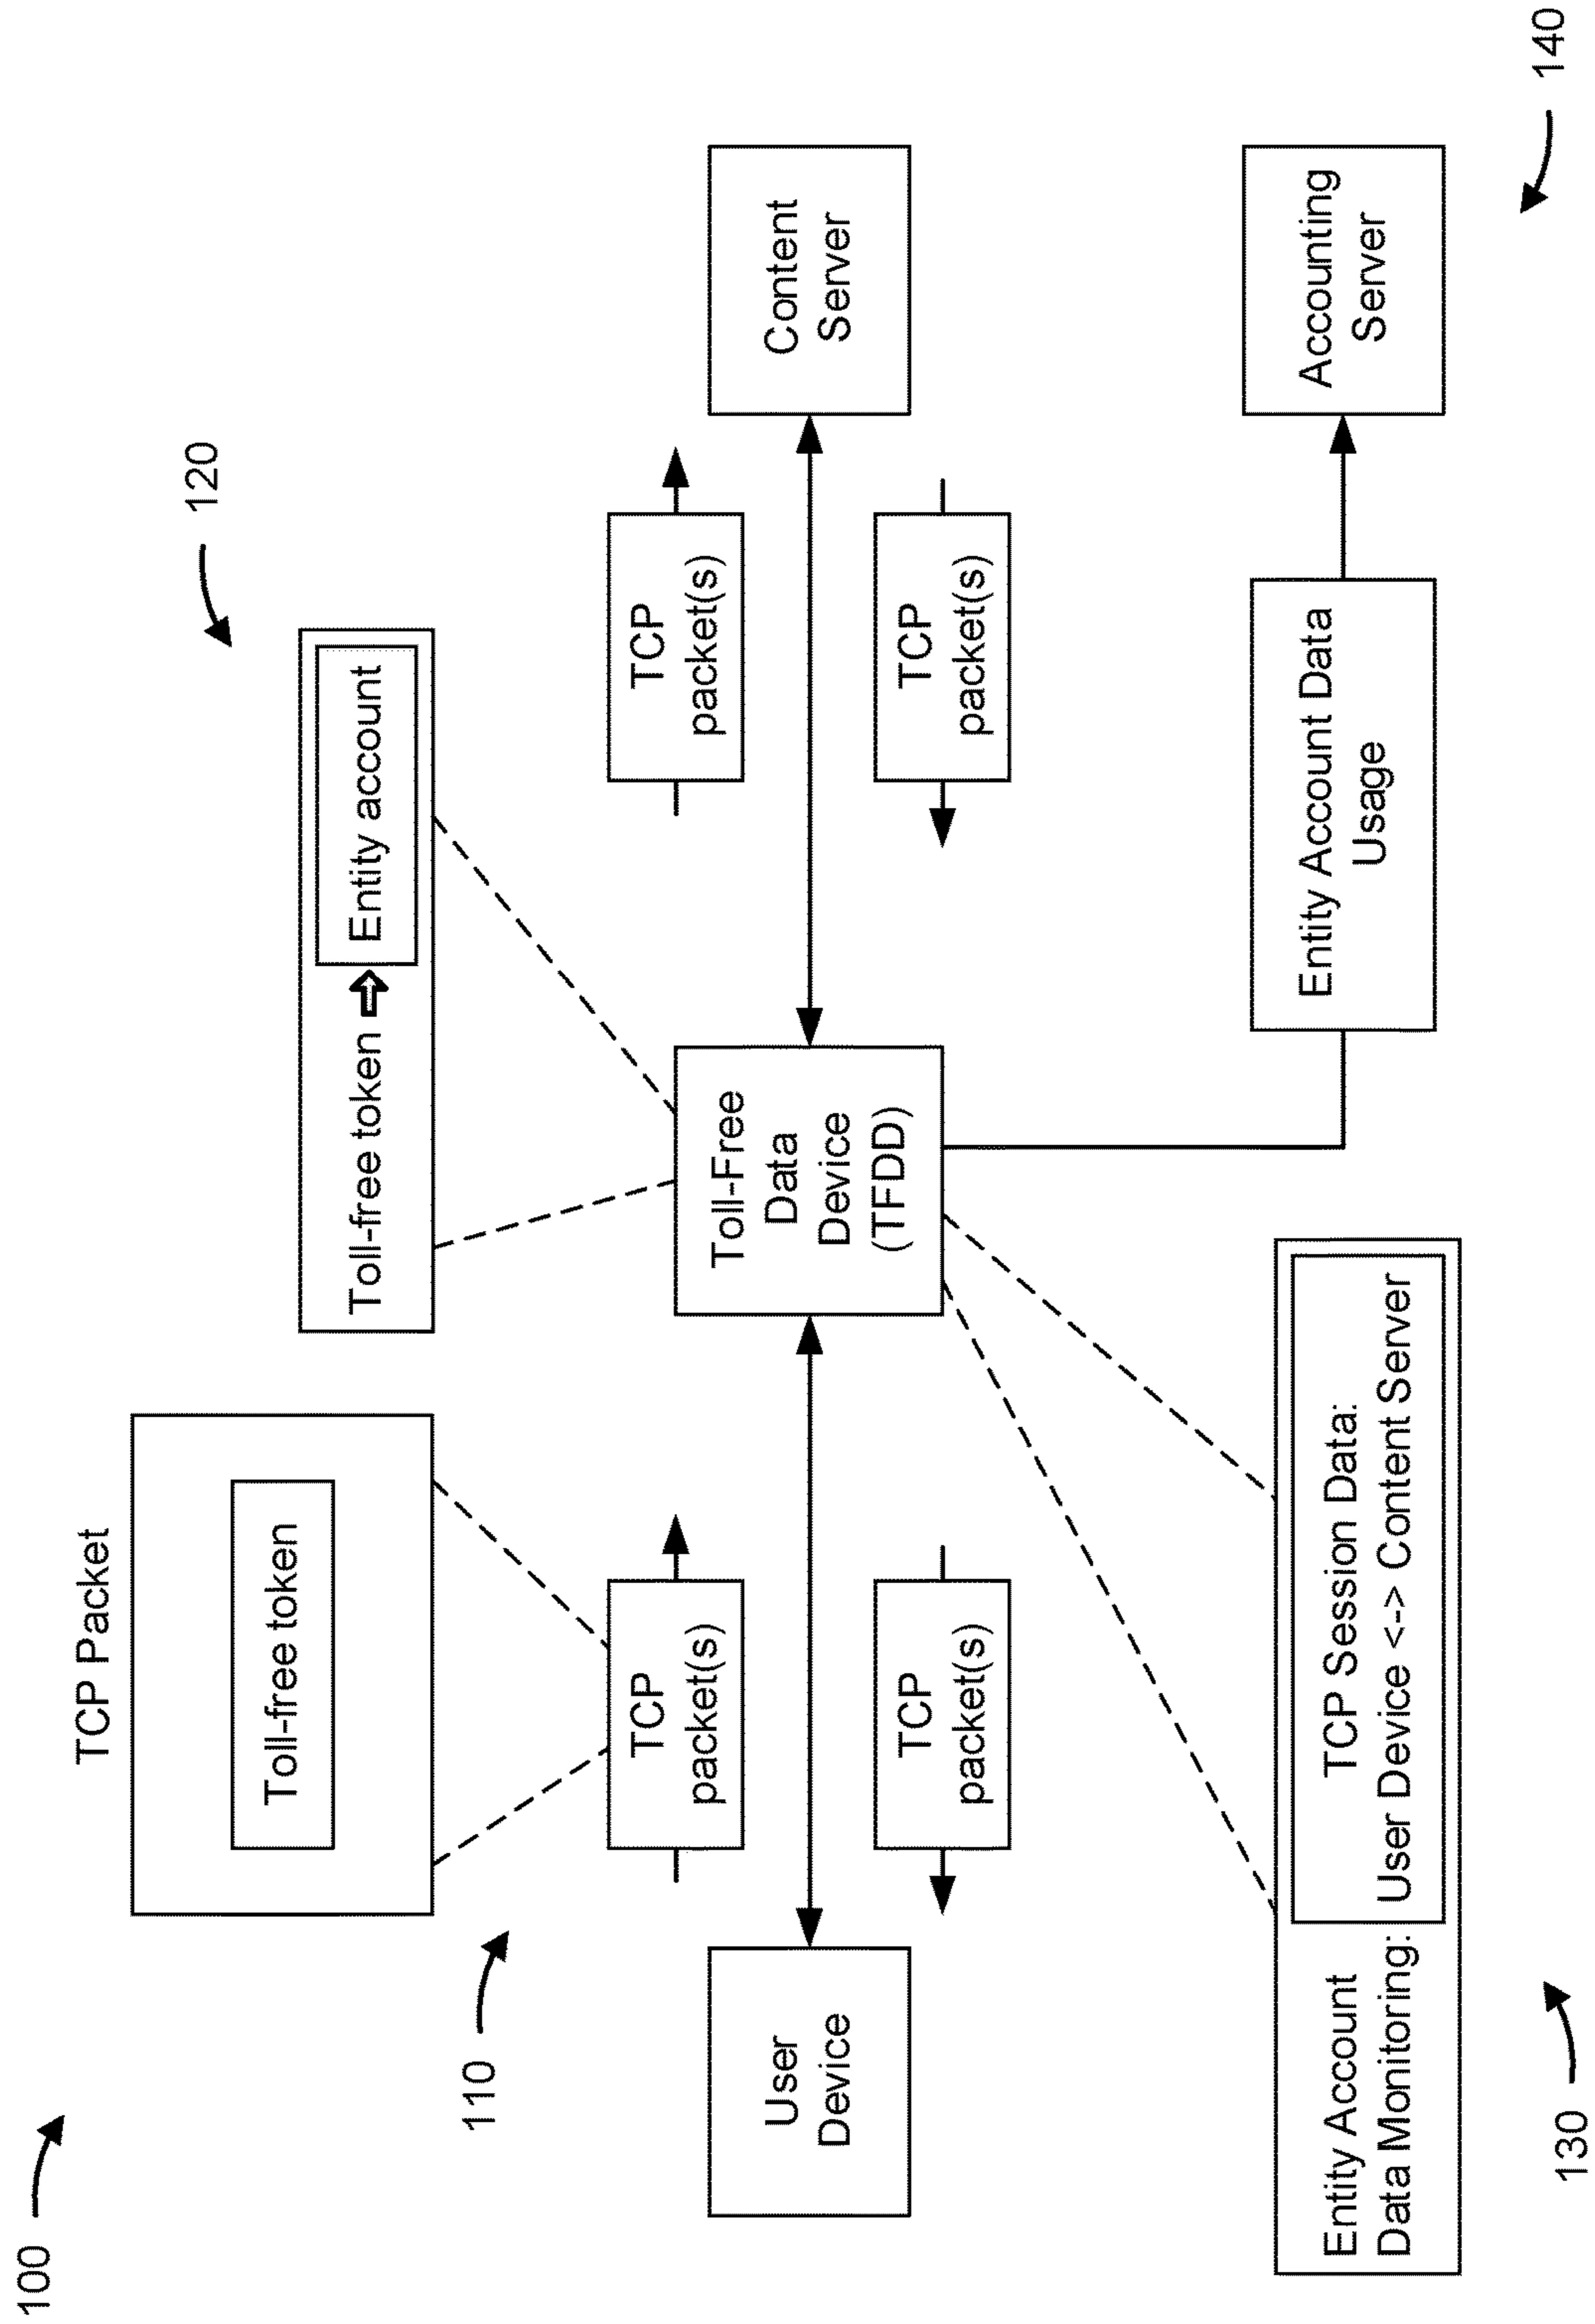 100
TCP Packet
Toll-free token
110
120
Toll-free token
Entity account
TCP
packet(s)
TCP
packet(s)
User
Device
Toll-Free
Data
Device
(TFDD)
Content
Server
TCP
packet(s)
TCP
packet(s)
Entity Account
Data Monitoring:
TCP Session Data:
User Device <-> Content Server
130
Entity Account Data
Usage
Accounting
Server
140